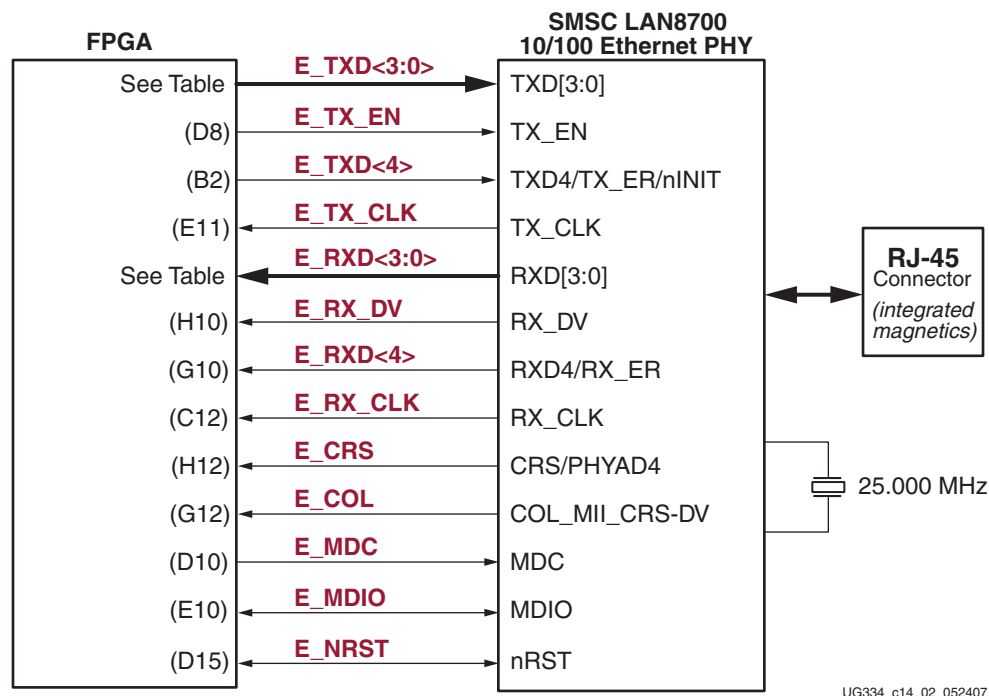 FPGA
SMSC LAN8700
10/100 Ethernet PHY
See Table E_TXD<3:0> TXD[3:0]
(D8) E_TX_EN TX_EN
(B2) E_TXD<4> TXD4/TX_ER/nINIT
(E11) E_TX_CLK TX_CLK
See Table E_RXD<3:0> RXD[3:0]
(H10) E_RX_DV RX_DV
(G10) E_RXD<4> RXD4/RX_ER
(C12) E_RX_CLK RX_CLK
(H12) E_CRS CRS/PHYAD4
(G12) E_COL COL_MII_CRS-DV
(D10) E_MDC MDC
(E10) E_MDIO MDIO
(D15) E_NRST nRST
RJ-45
Connector
(integrated
magnetics)
25.000 MHz
UG334_c14_02_052407